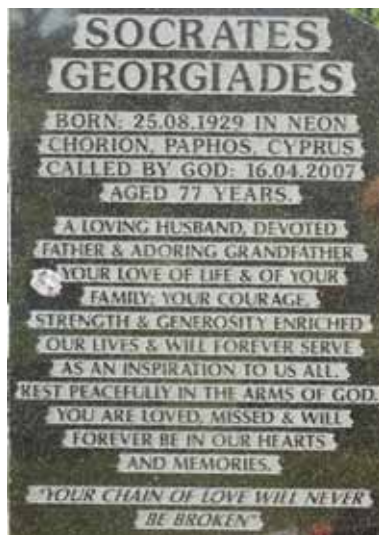 SOCRATES
GEORGIADES
BORN: 25.08.1929 IN NEON
CHORION, PAPHOS, CYPRUS
CALLED BY GOD: 16.04.2007
AGED 77 YEARS.
A LOVING HUSBAND, DEVOTED
FATHER & ADORING GRANDFATHER
YOUR LOVE OF LIFE & OF YOUR
FAMILY; YOUR COURAGE,
STRENGTH & GENEROSITY ENRICHED
OUR LIVES & WILL FOREVER SERVE
AS AN INSPIRATION TO US ALL.
REST PEACEFULLY IN THE ARMS OF GOD.
YOU ARE LOVED, MISSED & WILL
FOREVER BE IN OUR HEARTS
AND MEMORIES.
"YOUR CHAIN OF LOVE WILL NEVER
BE BROKEN"